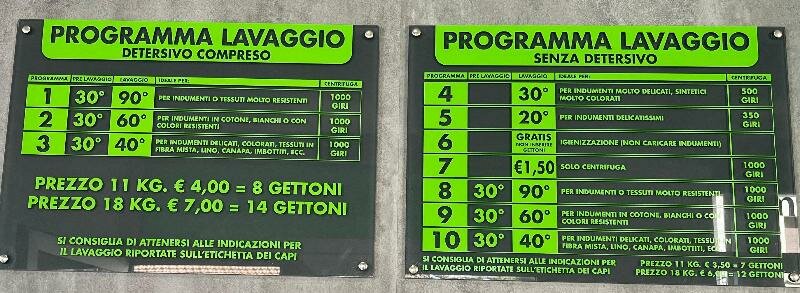 PROGRAMMA LAVAGGIO
DETERSIVO COMPRESO
PROGRAMMA PRE LAVAGGIO LAVAGGIO IDEALE PER: CENTRIFUGA
1 30° 90° PER INDUMENTI O TESSUTI MOLTO RESISTENTI 1000 GIRI
2 30° 60° PER INDUMENTI IN COTONE, BIANCHI O CON
COLORI RESISTENTI 1000 GIRI
3 30° 40° PER INDUMENTI, DELICATI, COLORATI, TESSUTI IN
FIBRA MISTA, LINO, CANAPA, IMBOTTITI, ECC. 1000 GIRI
PREZZO 11 KG. € 4,00 = 8 GETTONI
PREZZO 18 KG. € 7,00 = 14 GETTONI
SI CONSIGLIA DI ATTENERSI ALLE INDICAZIONI PER
IL LAVAGGIO RIPORTATE SULL'ETICHETTA DEI CAPI
PROGRAMMA LAVAGGIO
SENZA DETERSIVO
PROGRAMMA PRE LAVAGGIO LAVAGGIO IDEALE PER: CENTRIFUGA
4 30° PER INDUMENTI MOLTO DELICATI, SINTETICI
MOLTO COLORATI 500 GIRI
5 20° PER INDUMENTI DELICATISSIMI 350 GIRI
6 GRATIS
NON INSERIRE
GETTONI IGIENIZZAZIONE (NON CARICARE INDUMENTI)
7 €1,50 SOLO CENTRIFUGA 1000 GIRI
8 30° 90° PER INDUMENTI O TESSUTI MOLTO RESISTENTI 1000 GIRI
9 30° 60° PER INDUMENTI IN COTONE, BIANCHI O CON
COLORI RESISTENTI 1000 GIRI
10 30° 40° PER INDUMENTI, DELICATI, COLORATI, TESSUTI IN
FIBRA MISTA, LINO, CANAPA, IMBOTTITI, ECC. 1000 GIRI
SI CONSIGLIA DI ATTENERSI ALLE INDICAZIONI PER
IL LAVAGGIO RIPORTATE SULL'ETICHETTA DEI CAPI
PREZZO 11 KG. € 3,50 = 7 GETTONI
PREZZO 18 KG. = 12 GETTONI